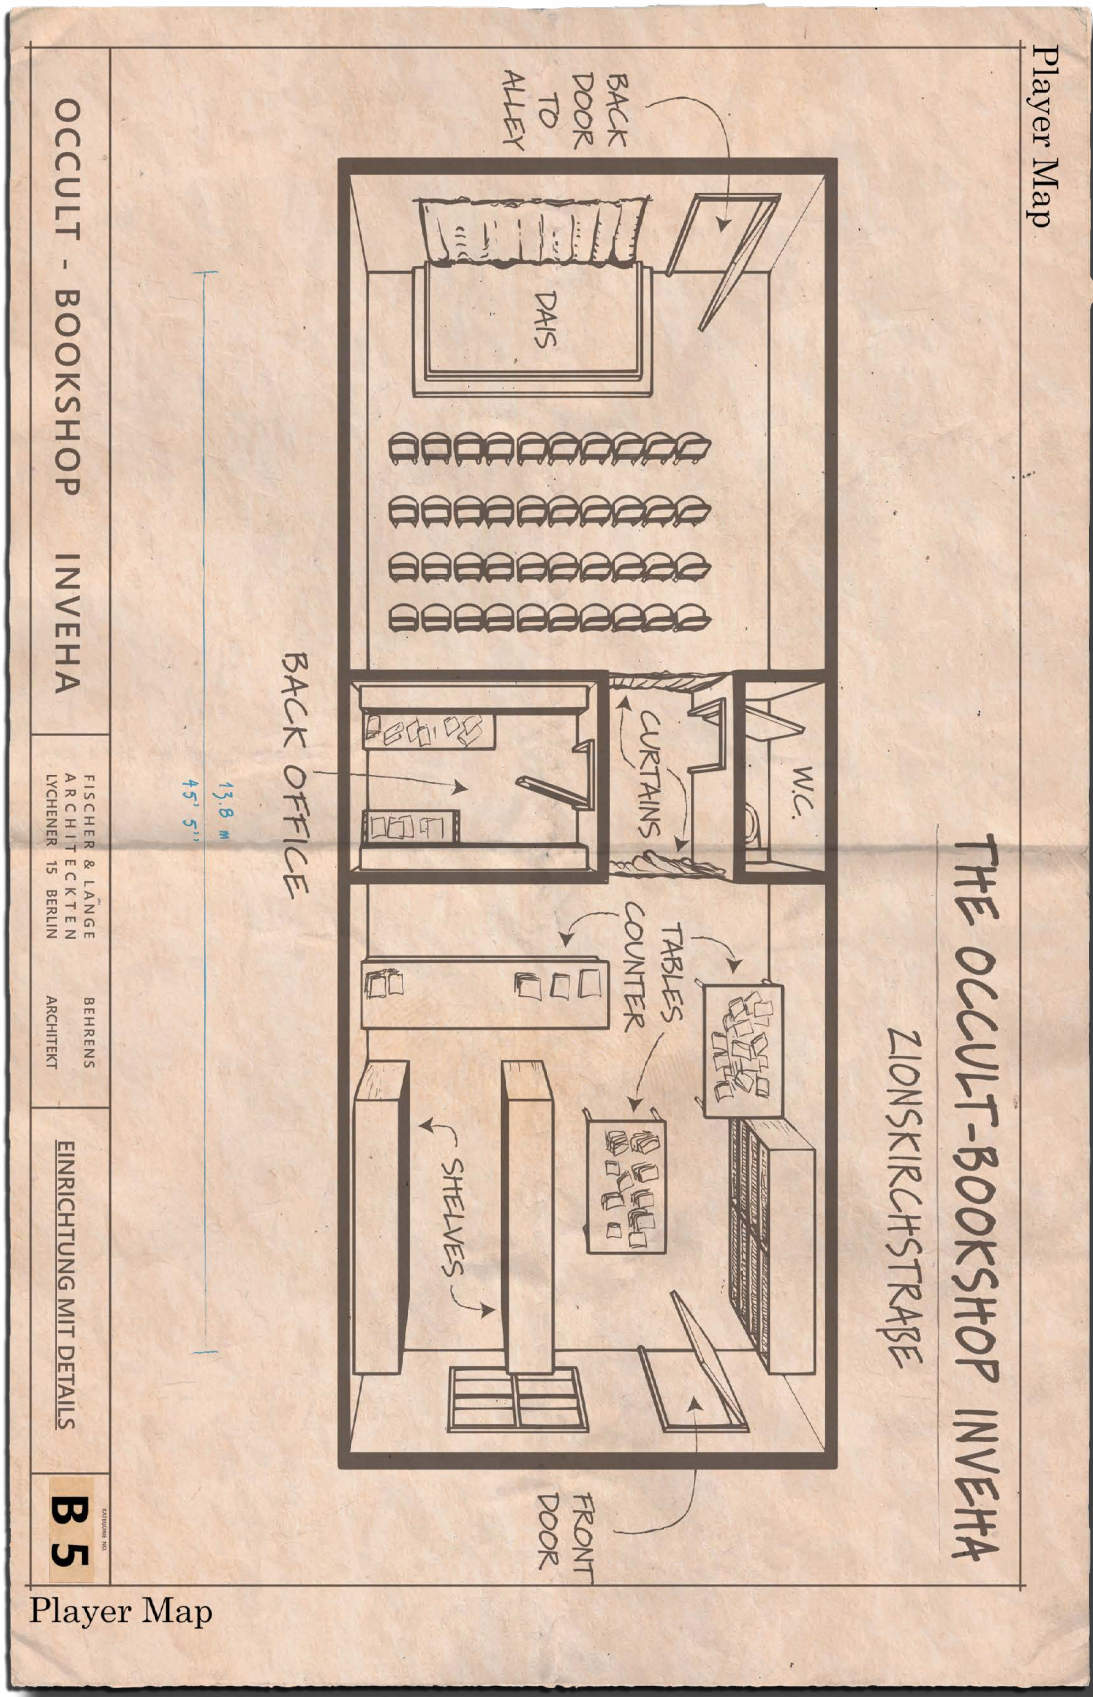 Player Map
THE OCCULT-BOOKSHOP INVEHA
ZIONSKIRCHSTRAẞE
BACK
DOOR
TO
ALLEY
DAIS
CURTAINS
W.C.
BACK OFFICE
TABLES
COUNTER
SHELVES
FRONT
DOOR
13.8 m
45' 5"
OCCULT - BOOKSHOP INVEHA
FISCHER & LANGE
ARCHITECKTEN
LYCHENER 15 BERLIN
BEHRENS
ARCHITEKT
EINRICHTUNG MIT DETAILS
KATEGORIE NO.
B 5
Player Map